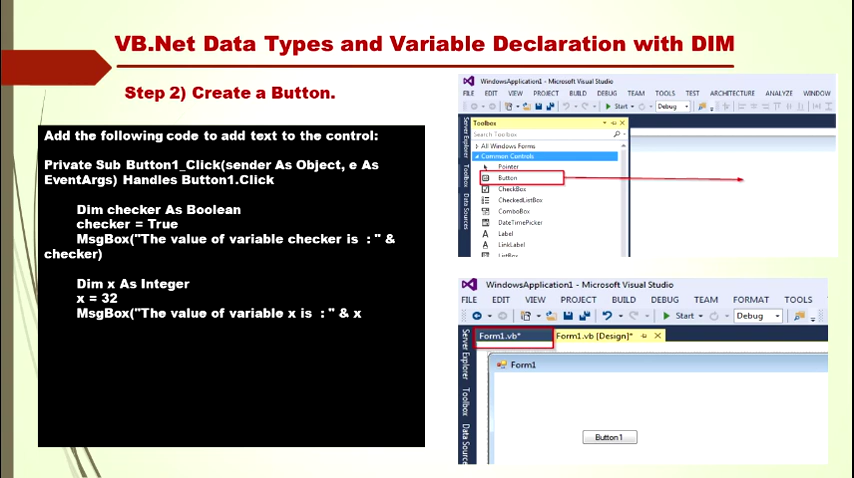 VB.Net Data Types and Variable Declaration with DIM
Step 2) Create a Button.
Add the following code to add text to the control:
Private Sub Button1_Click(sender As Object, e As
EventArgs) Handles Button1.Click
Dim checker As Boolean
checker = True
MsgBox("The value of variable checker is  : " &
checker)
Dim x As Integer
x = 32
MsgBox("The value of variable x is  : " & x
WindowsApplication1 - Microsoft Visual Studio
FILE EDIT VIEW PROJECT BUILD DEBUG TEAM TOOLS TEST ARCHITECTURE ANALYZE WINDOW
Start Debug
Server Explorer
Toolbox
Data Sources
Toolbox
Search Toolbox
All Windows Forms
Common Controls
Pointer
Button
CheckBox
CheckedListBox
ComboBox
DateTimePicker
Label
LinkLabel
ListBox
WindowsApplication1 - Microsoft Visual Studio
FILE EDIT VIEW PROJECT BUILD DEBUG TEAM FORMAT TOOLS
Start Debug
Form1.vb* Form1.vb [Design]*
Server Explorer
Toolbox
Data Sourc
Form1
Button1